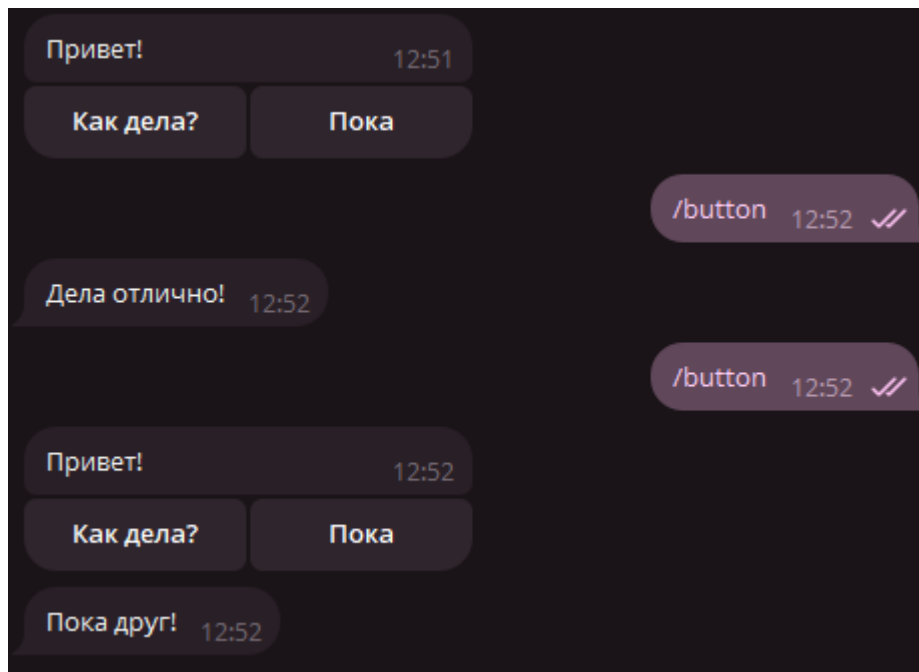 Привет! 12:51
Как дела? Пока
/button 12:52
Дела отлично! 12:52
/button 12:52
Привет! 12:52
Как дела? Пока
Пока друг! 12:52